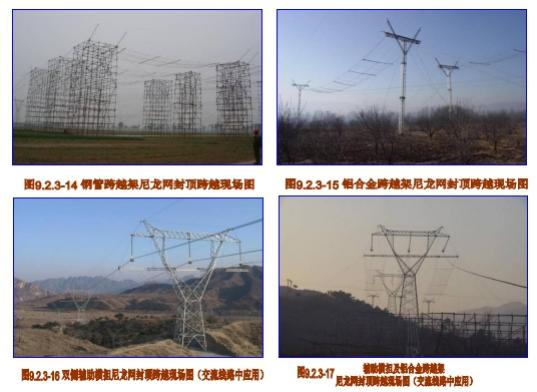 图9.2.3-14 钢管跨越架尼龙网封顶跨越现场图
图9.2.3-15 铝合金跨越架尼龙网封顶跨越现场图
图9.2.3-16 双侧辅助横担尼龙网封顶跨越现场图（交流线路中应用）
图9.2.3-17 辅助横担及铝合金跨越架
尼龙网封顶跨越现场图（交流线路中应用）